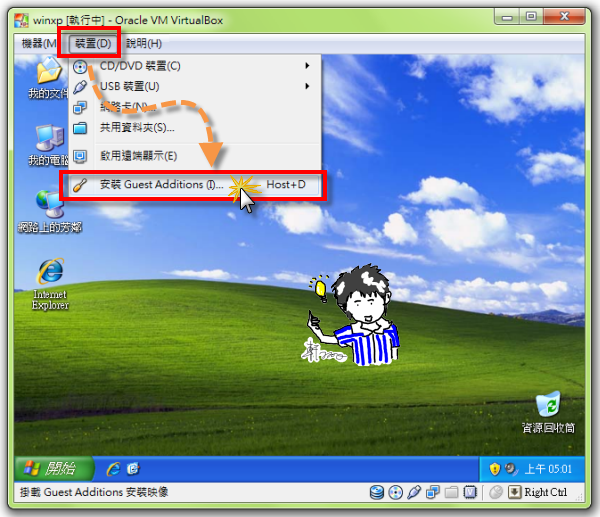 winxp [執行中] - Oracle VM VirtualBox
機器(M
裝置(D)
說明(H)
CD/DVD 裝置(C)
USB 裝置(U)
網路卡(N)...
共用資料夾(S)...
啟用遠端顯示(E)
安裝 Guest Additions (I)... Host+D
我的文件
我的電腦
網路上的芳鄰
Internet
Explorer
資源回收筒
開始
上午 05:01
掛載 Guest Additions 安裝映像
Right Ctrl